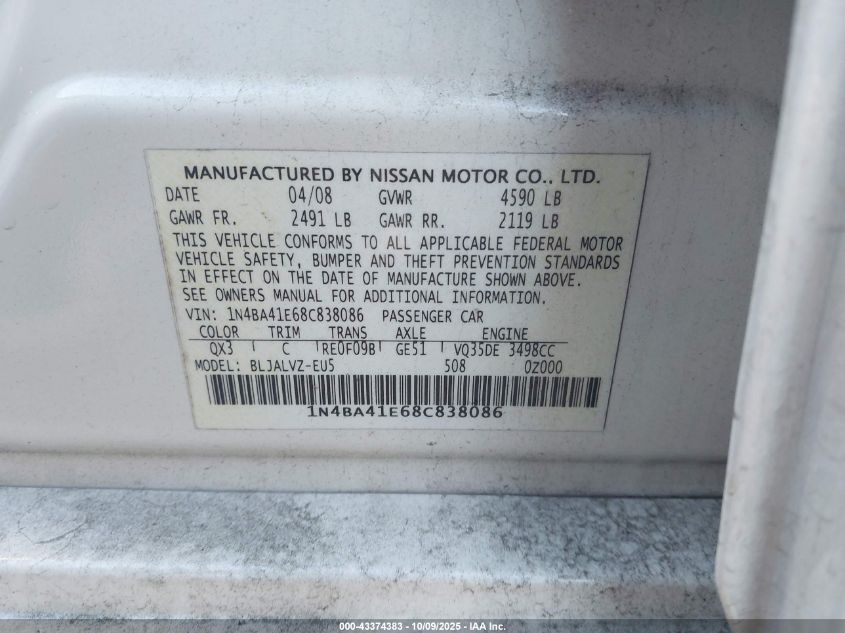 MANUFACTURED BY NISSAN MOTOR CO., LTD.
DATE 04/08 GVWR 4590 LB
GAWR FR. 2491 LB GAWR RR. 2119 LB
THIS VEHICLE CONFORMS TO ALL APPLICABLE FEDERAL MOTOR
VEHICLE SAFETY, BUMPER AND THEFT PREVENTION STANDARDS
IN EFFECT ON THE DATE OF MANUFACTURE SHOWN ABOVE.
SEE OWNERS MANUAL FOR ADDITIONAL INFORMATION.
VIN: 1N4BA41E68C838086 PASSENGER CAR
COLOR TRIM TRANS AXLE ENGINE
QX3 C RE0F09B GE51 VQ35DE 3498CC
MODEL: BLJALVZ-EU5 508 0Z000
1N4BA41E68C838086
000-43374383 - 10/09/2025 - IAA Inc.